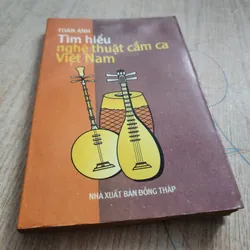 TOAN ÁNH
Tìm hiểu
nghệ thuật cầm ca
Việt Nam
NHÀ XUẤT BẢN ĐỒNG THÁP